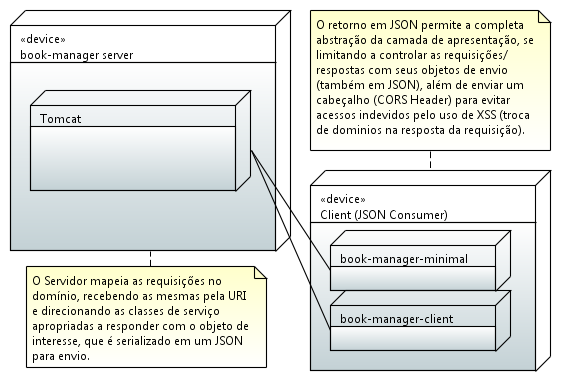 «device»
book-manager server
Tomcat
O retorno em JSON permite a completa
abstração da camada de apresentação, se
limitando a controlar as requisições/
respostas com seus objetos de envio
(também em JSON), além de enviar um
cabeçalho (CORS Header) para evitar
acessos indevidos pelo uso de XSS (troca
de dominios na resposta da requisição).
«device»
Client (JSON Consumer)
book-manager-minimal
book-manager-client
O Servidor mapeia as requisições no
domínio, recebendo as mesmas pela URI
e direcionando as classes de serviço
apropriadas a responder com o objeto de
interesse, que é serializado em um JSON
para envio.